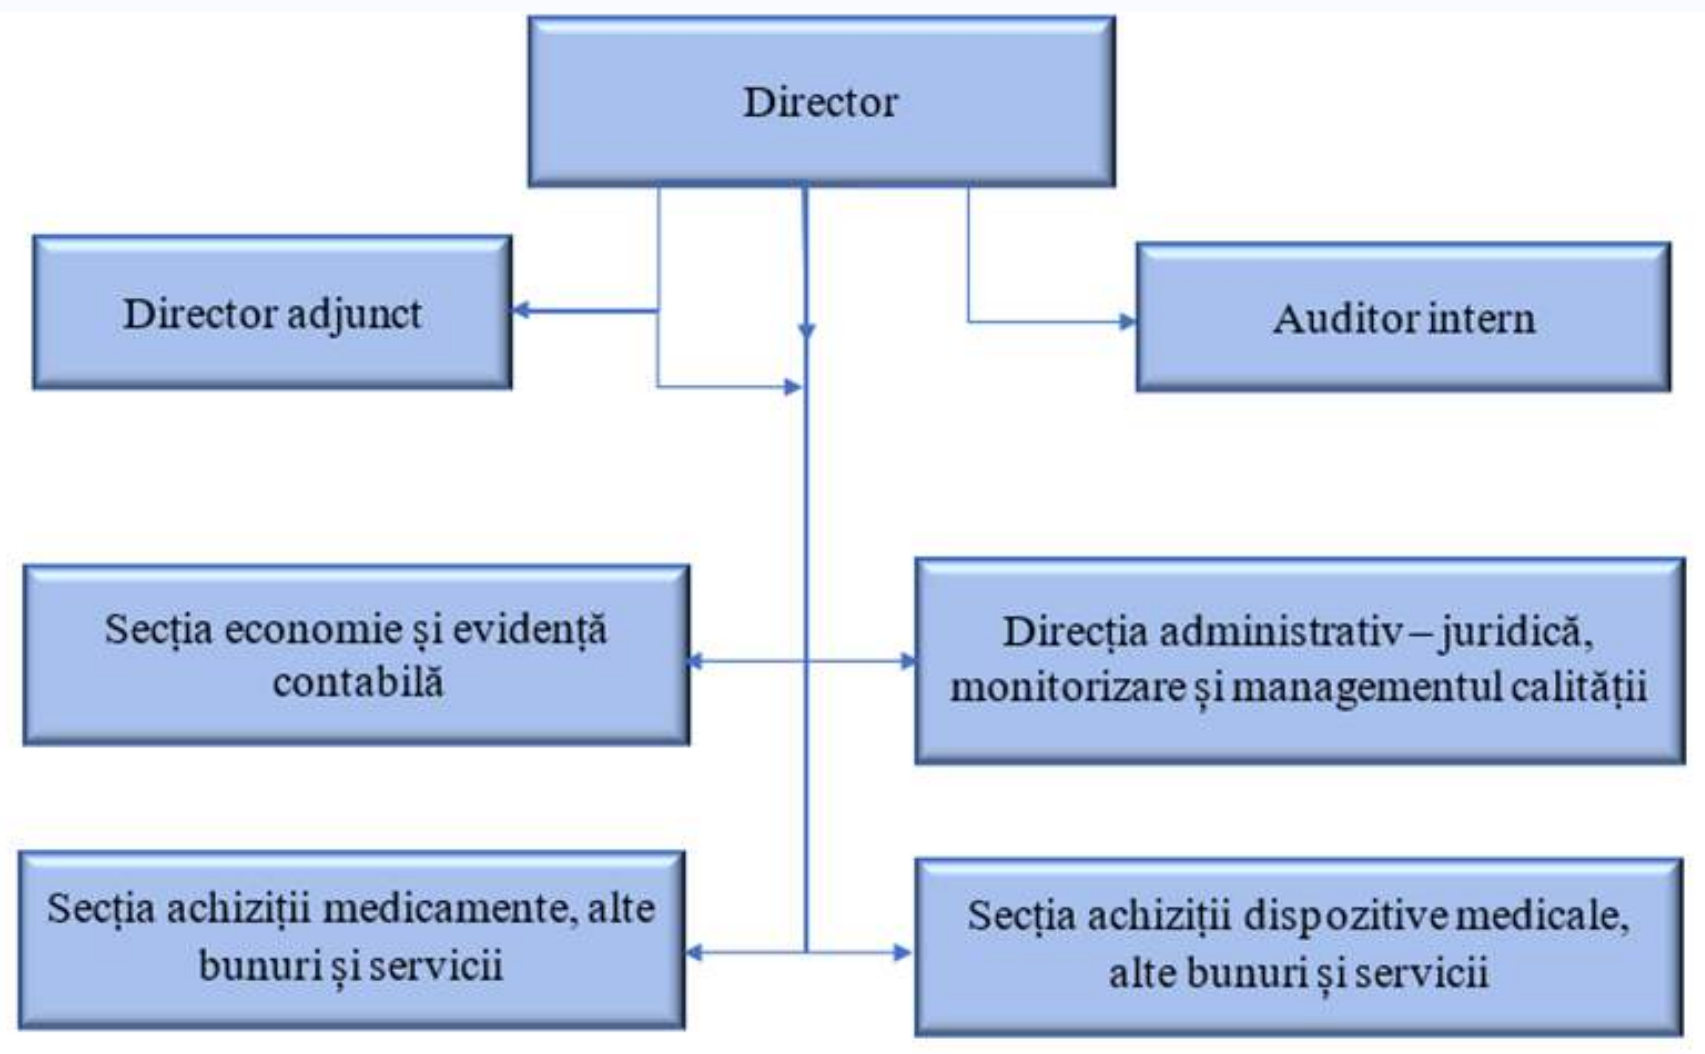 Director
Director adjunct
Auditor intern
Secția economie și evidență
contabilă
Direcția administrativ – juridică,
monitorizare și managementul calității
Secția achiziții medicamente, alte
bunuri și servicii
Secția achiziții dispozitive medicale,
alte bunuri și servicii